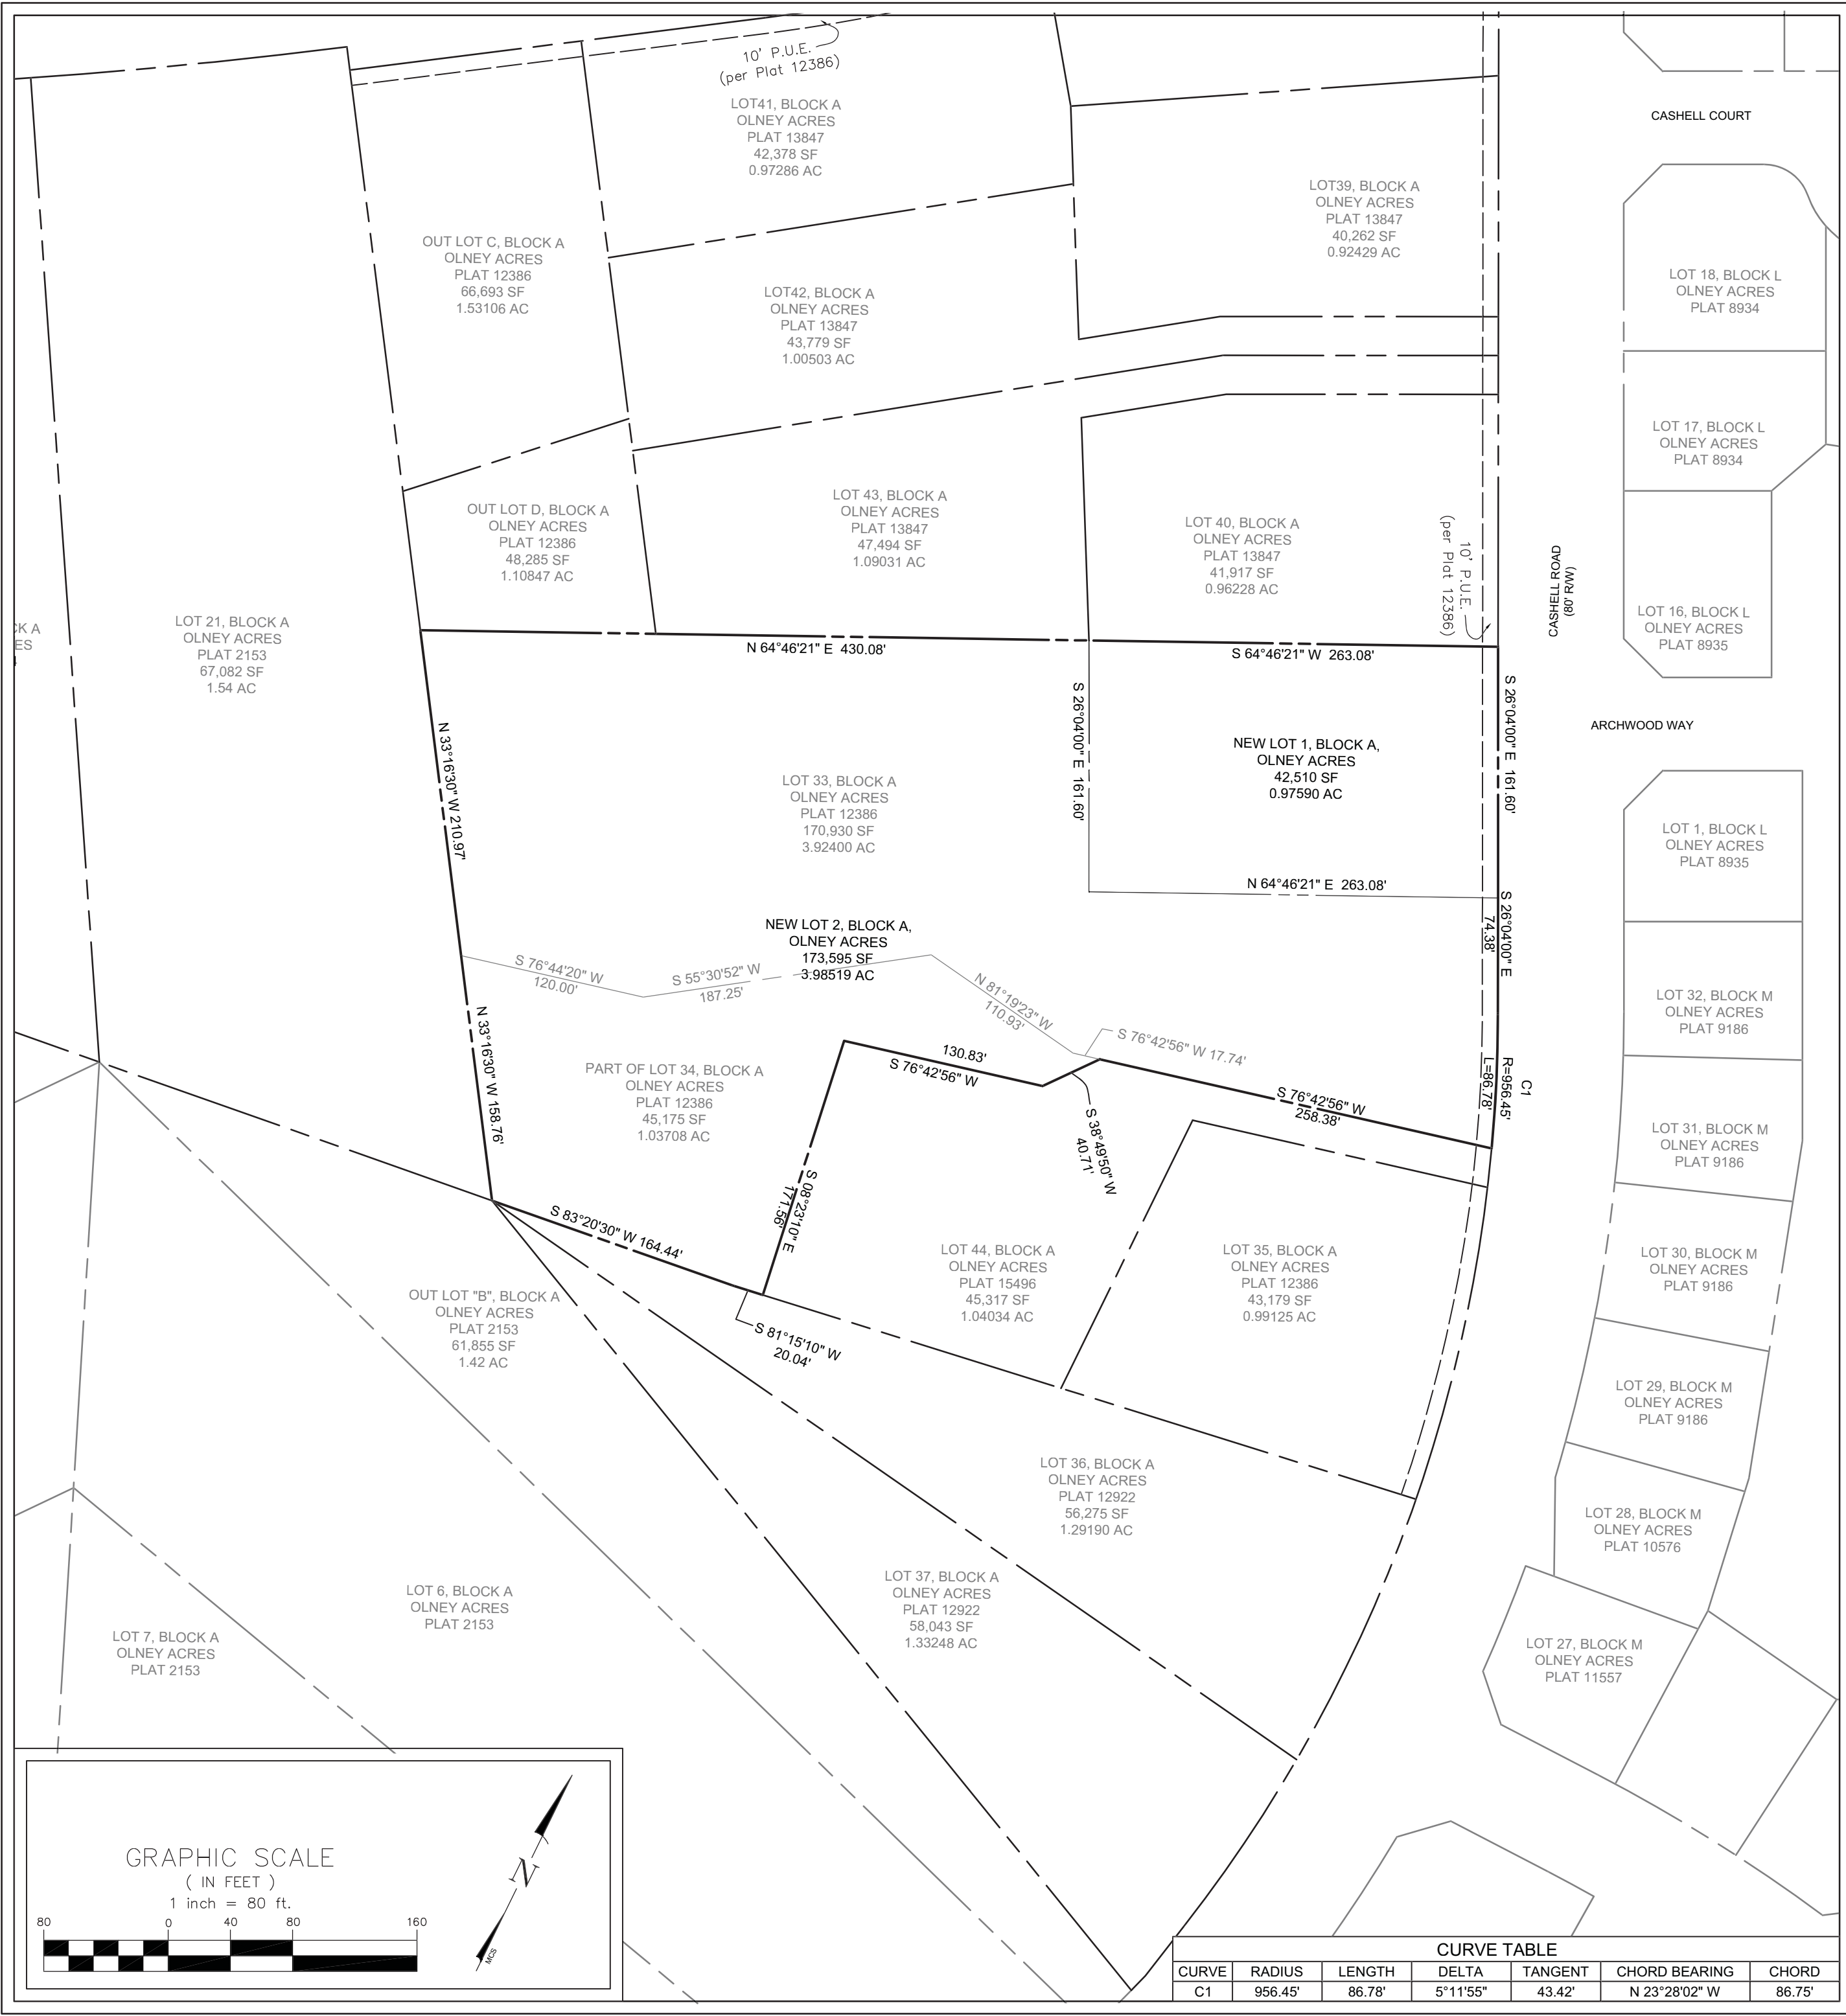 10' P.U.E.
(per Plat 12386)
LOT41, BLOCK A
OLNEY ACRES
PLAT 13847
42,378 SF
0.97286 AC
CASHELL COURT
LOT39, BLOCK A
OLNEY ACRES
PLAT 13847
40,262 SF
0.92429 AC
OUT LOT C, BLOCK A
OLNEY ACRES
PLAT 12386
66,693 SF
1.53106 AC
LOT42, BLOCK A
OLNEY ACRES
PLAT 13847
43,779 SF
1.00503 AC
LOT 18, BLOCK L
OLNEY ACRES
PLAT 8934
LOT 17, BLOCK L
OLNEY ACRES
PLAT 8934
OUT LOT D, BLOCK A
OLNEY ACRES
PLAT 12386
48,285 SF
1.10847 AC
LOT 43, BLOCK A
OLNEY ACRES
PLAT 13847
47,494 SF
1.09031 AC
LOT 40, BLOCK A
OLNEY ACRES
PLAT 13847
41,917 SF
0.96228 AC
10' P.U.E.
(per Plat 12386)
CASHELL ROAD
(80' R/W)
LOT 16, BLOCK L
OLNEY ACRES
PLAT 8935
CK A
ES
LOT 21, BLOCK A
OLNEY ACRES
PLAT 2153
67,082 SF
1.54 AC
N 64°46'21" E 430.08'
S 64°46'21" W 263.08'
S 26°04'00" E 161.60'
S 26°04'00" E 161.60'
ARCHWOOD WAY
N 33°16'30" W 210.97'
NEW LOT 1, BLOCK A,
OLNEY ACRES
42,510 SF
0.97590 AC
LOT 33, BLOCK A
OLNEY ACRES
PLAT 12386
170,930 SF
3.92400 AC
LOT 1, BLOCK L
OLNEY ACRES
PLAT 8935
N 64°46'21" E 263.08'
S 26°04'00" E
74.38'
NEW LOT 2, BLOCK A,
OLNEY ACRES
173,595 SF
3.98519 AC
S 76°44'20" W
120.00'
S 55°30'52" W
187.25'
N 81°19'23" W
110.93'
S 76°42'56" W 17.74'
LOT 32, BLOCK M
OLNEY ACRES
PLAT 9186
N 33°16'30" W 158.76'
PART OF LOT 34, BLOCK A
OLNEY ACRES
PLAT 12386
45,175 SF
1.03708 AC
130.83'
S 76°42'56" W
S 76°42'56" W
258.38'
C1
R=956.45'
L=86.78'
S 38°49'50" W
40.71'
LOT 31, BLOCK M
OLNEY ACRES
PLAT 9186
S 08°23'10" E
171.56'
S 83°20'30" W 164.44'
LOT 44, BLOCK A
OLNEY ACRES
PLAT 15496
45,317 SF
1.04034 AC
LOT 35, BLOCK A
OLNEY ACRES
PLAT 12386
43,179 SF
0.99125 AC
LOT 30, BLOCK M
OLNEY ACRES
PLAT 9186
OUT LOT "B", BLOCK A
OLNEY ACRES
PLAT 2153
61,855 SF
1.42 AC
S 81°15'10" W
20.04'
LOT 29, BLOCK M
OLNEY ACRES
PLAT 9186
LOT 36, BLOCK A
OLNEY ACRES
PLAT 12922
56,275 SF
1.29190 AC
LOT 28, BLOCK M
OLNEY ACRES
PLAT 10576
LOT 37, BLOCK A
OLNEY ACRES
PLAT 12922
58,043 SF
1.33248 AC
LOT 6, BLOCK A
OLNEY ACRES
PLAT 2153
LOT 7, BLOCK A
OLNEY ACRES
PLAT 2153
LOT 27, BLOCK M
OLNEY ACRES
PLAT 11557
GRAPHIC SCALE
( IN FEET )
1 inch = 80 ft.
80 0 40 80 160
N
MCS
CURVE TABLE
CURVE RADIUS LENGTH DELTA TANGENT CHORD BEARING CHORD
C1 956.45' 86.78' 5°11'55" 43.42' N 23°28'02" W 86.75'